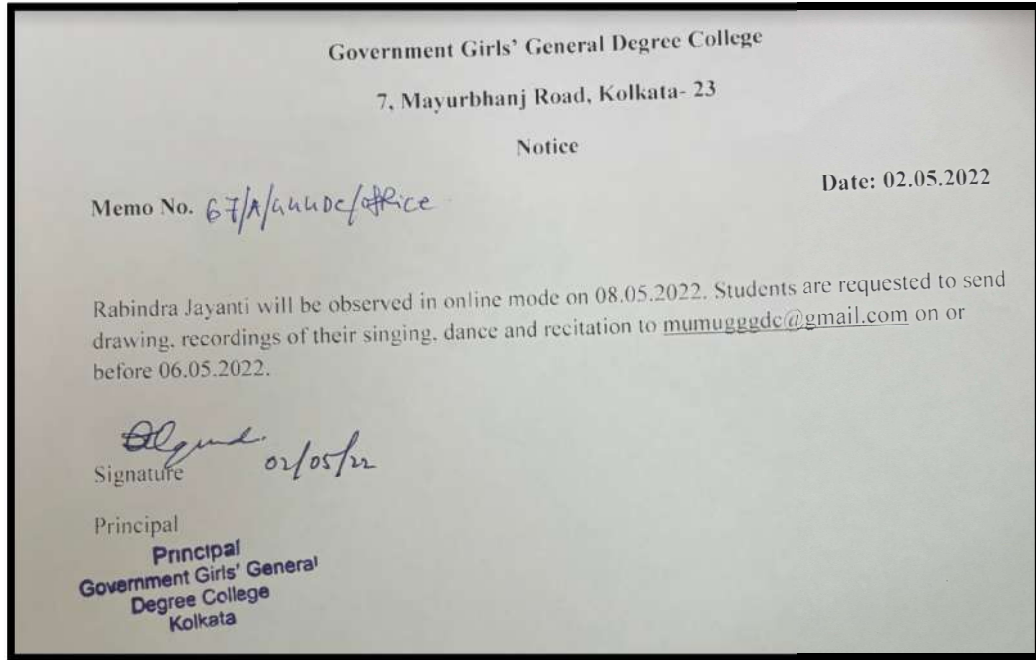 Government Girls' General Degree College
7, Mayurbhanj Road, Kolkata- 23
Notice
Date: 02.05.2022
Memo No. 67/A/GGGDC/office
Rabindra Jayanti will be observed in online mode on 08.05.2022. Students are requested to send
drawing, recordings of their singing, dance and recitation to mumugggdc@gmail.com on or
before 06.05.2022.
02/05/22
Signature
Principal
Principal
Government Girls' General
Degree College
Kolkata